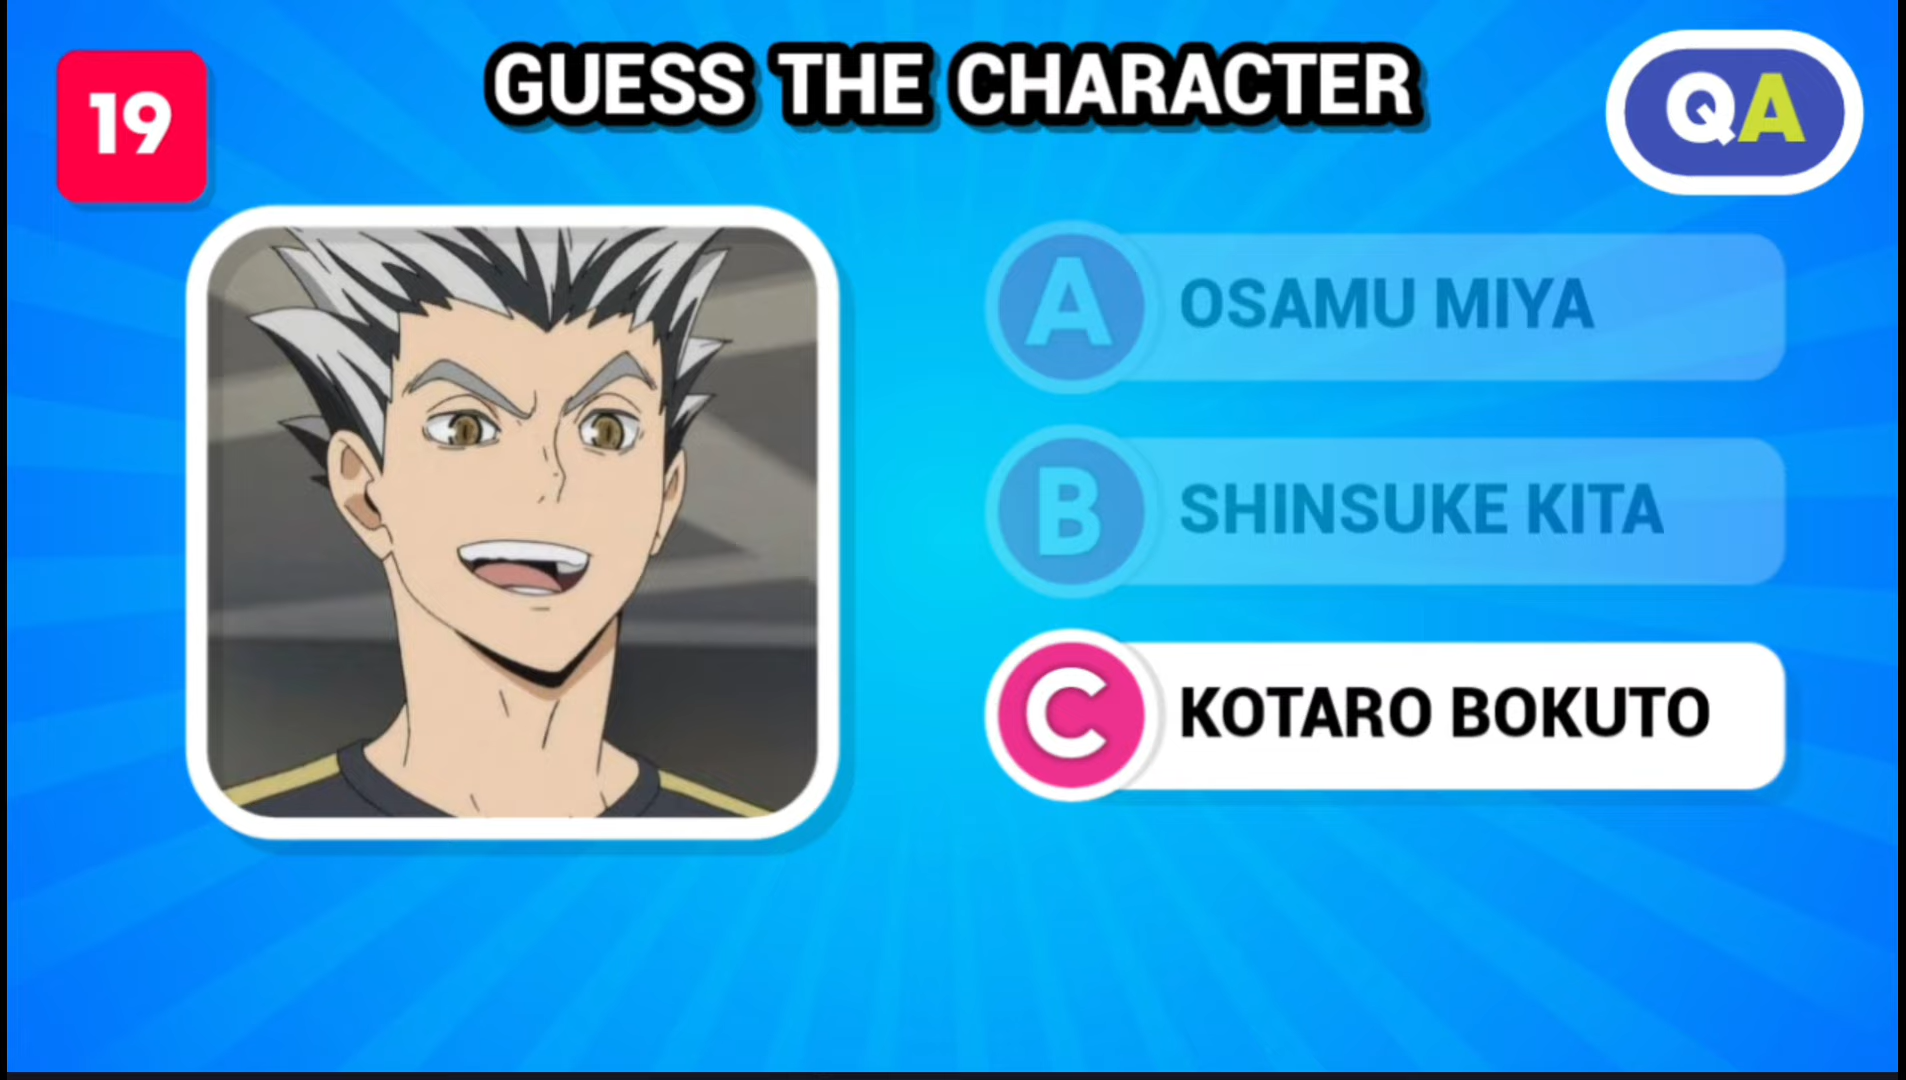 19
GUESS THE CHARACTER
QA
A OSAMU MIYA
B SHINSUKE KITA
C KOTARO BOKUTO